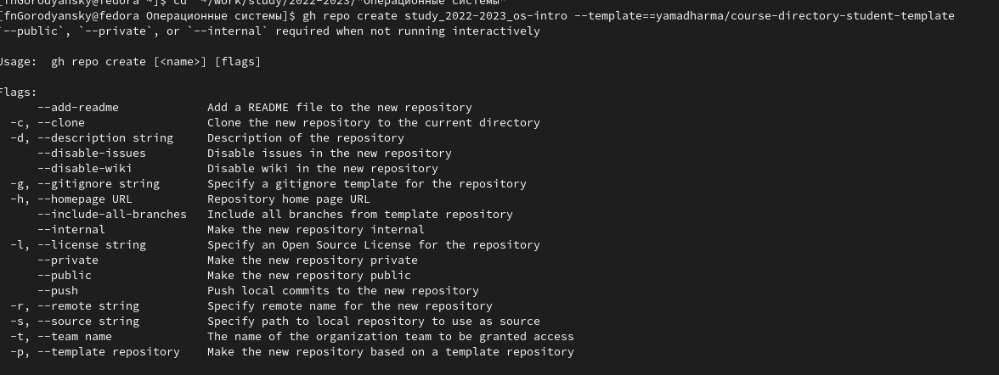 [fnGorodyansky@fedora ~]$ cd ~/work/study/2022-2023/"Операционные системы"
[fnGorodyansky@fedora Операционные системы]$ gh repo create study_2022-2023_os-intro --template==yamadharma/course-directory-student-template
`--public`, `--private`, or `--internal` required when not running interactively
Usage:  gh repo create [<name>] [flags]
Flags:
      --add-readme             Add a README file to the new repository
  -c, --clone                  Clone the new repository to the current directory
  -d, --description string     Description of the repository
      --disable-issues         Disable issues in the new repository
      --disable-wiki           Disable wiki in the new repository
  -g, --gitignore string       Specify a gitignore template for the repository
  -h, --homepage URL           Repository home page URL
      --include-all-branches   Include all branches from template repository
      --internal               Make the new repository internal
  -l, --license string         Specify an Open Source License for the repository
      --private                Make the new repository private
      --public                 Make the new repository public
      --push                   Push local commits to the new repository
  -r, --remote string          Specify remote name for the new repository
  -s, --source string          Specify path to local repository to use as source
  -t, --team name              The name of the organization team to be granted access
  -p, --template repository    Make the new repository based on a template repository